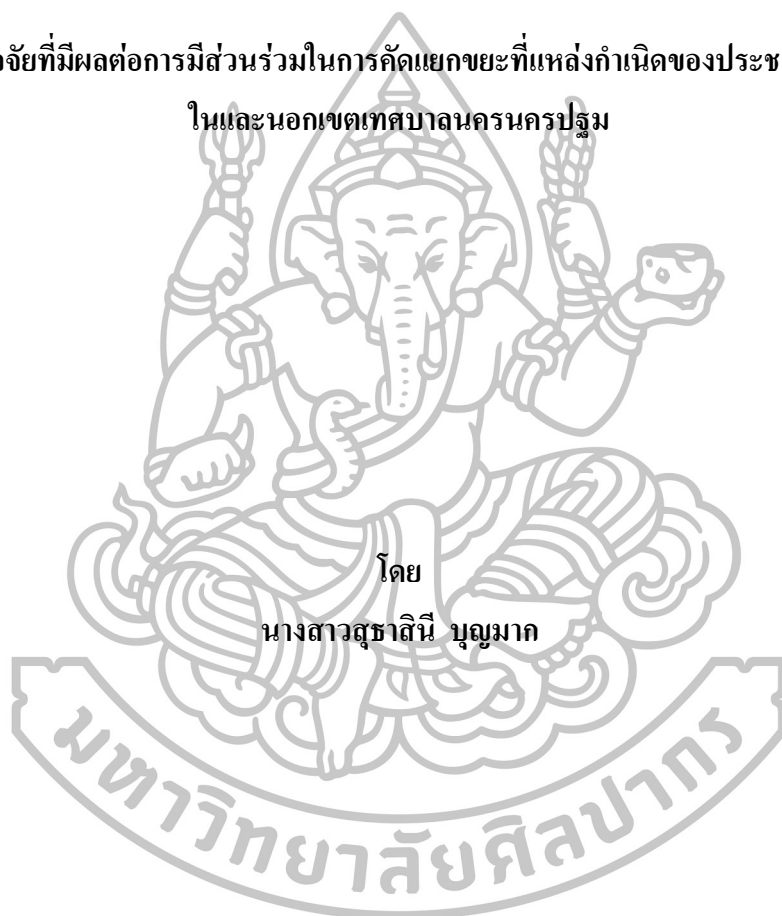 จัยที่มีผลต่อการมีส่วนร่วมในการคัดแยกขยะที่แหล่งกำเนิดของประช
ในและนอกเขตเทศบาลนครนครปฐม
โดย
นางสาวสุธาสินี บุญมาก
มหาวิทยาลัยศิลปากร